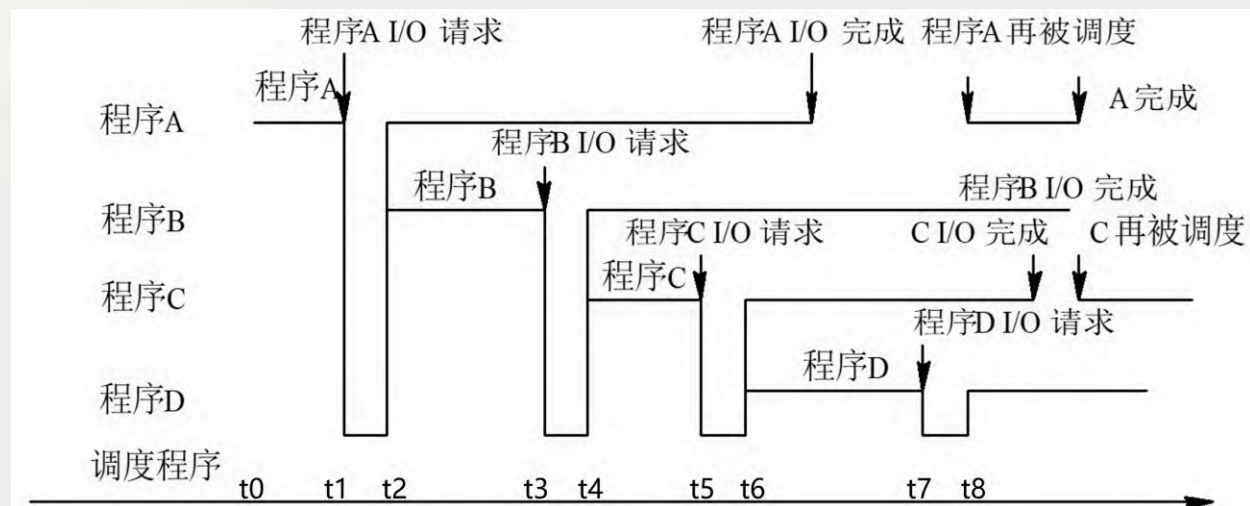 程序A I/O 请求
程序A I/O 完成
程序A 再被调度
程序A
程序A
A 完成
程序B I/O 请求
程序B
程序B I/O 完成
程序B
程序C I/O 请求
C I/O 完成
C 再被调度
程序C
程序C
程序D I/O 请求
程序D
程序D
调度程序
t0 t1 t2 t3 t4 t5 t6 t7 t8